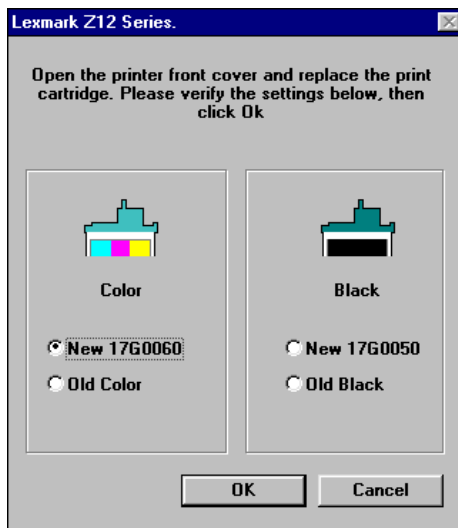 Lexmark Z12 Series.
Open the printer front cover and replace the print
cartridge. Please verify the settings below, then
click Ok
Color
New 17G0060
Old Color
Black
New 17G0050
Old Black
OK
Cancel